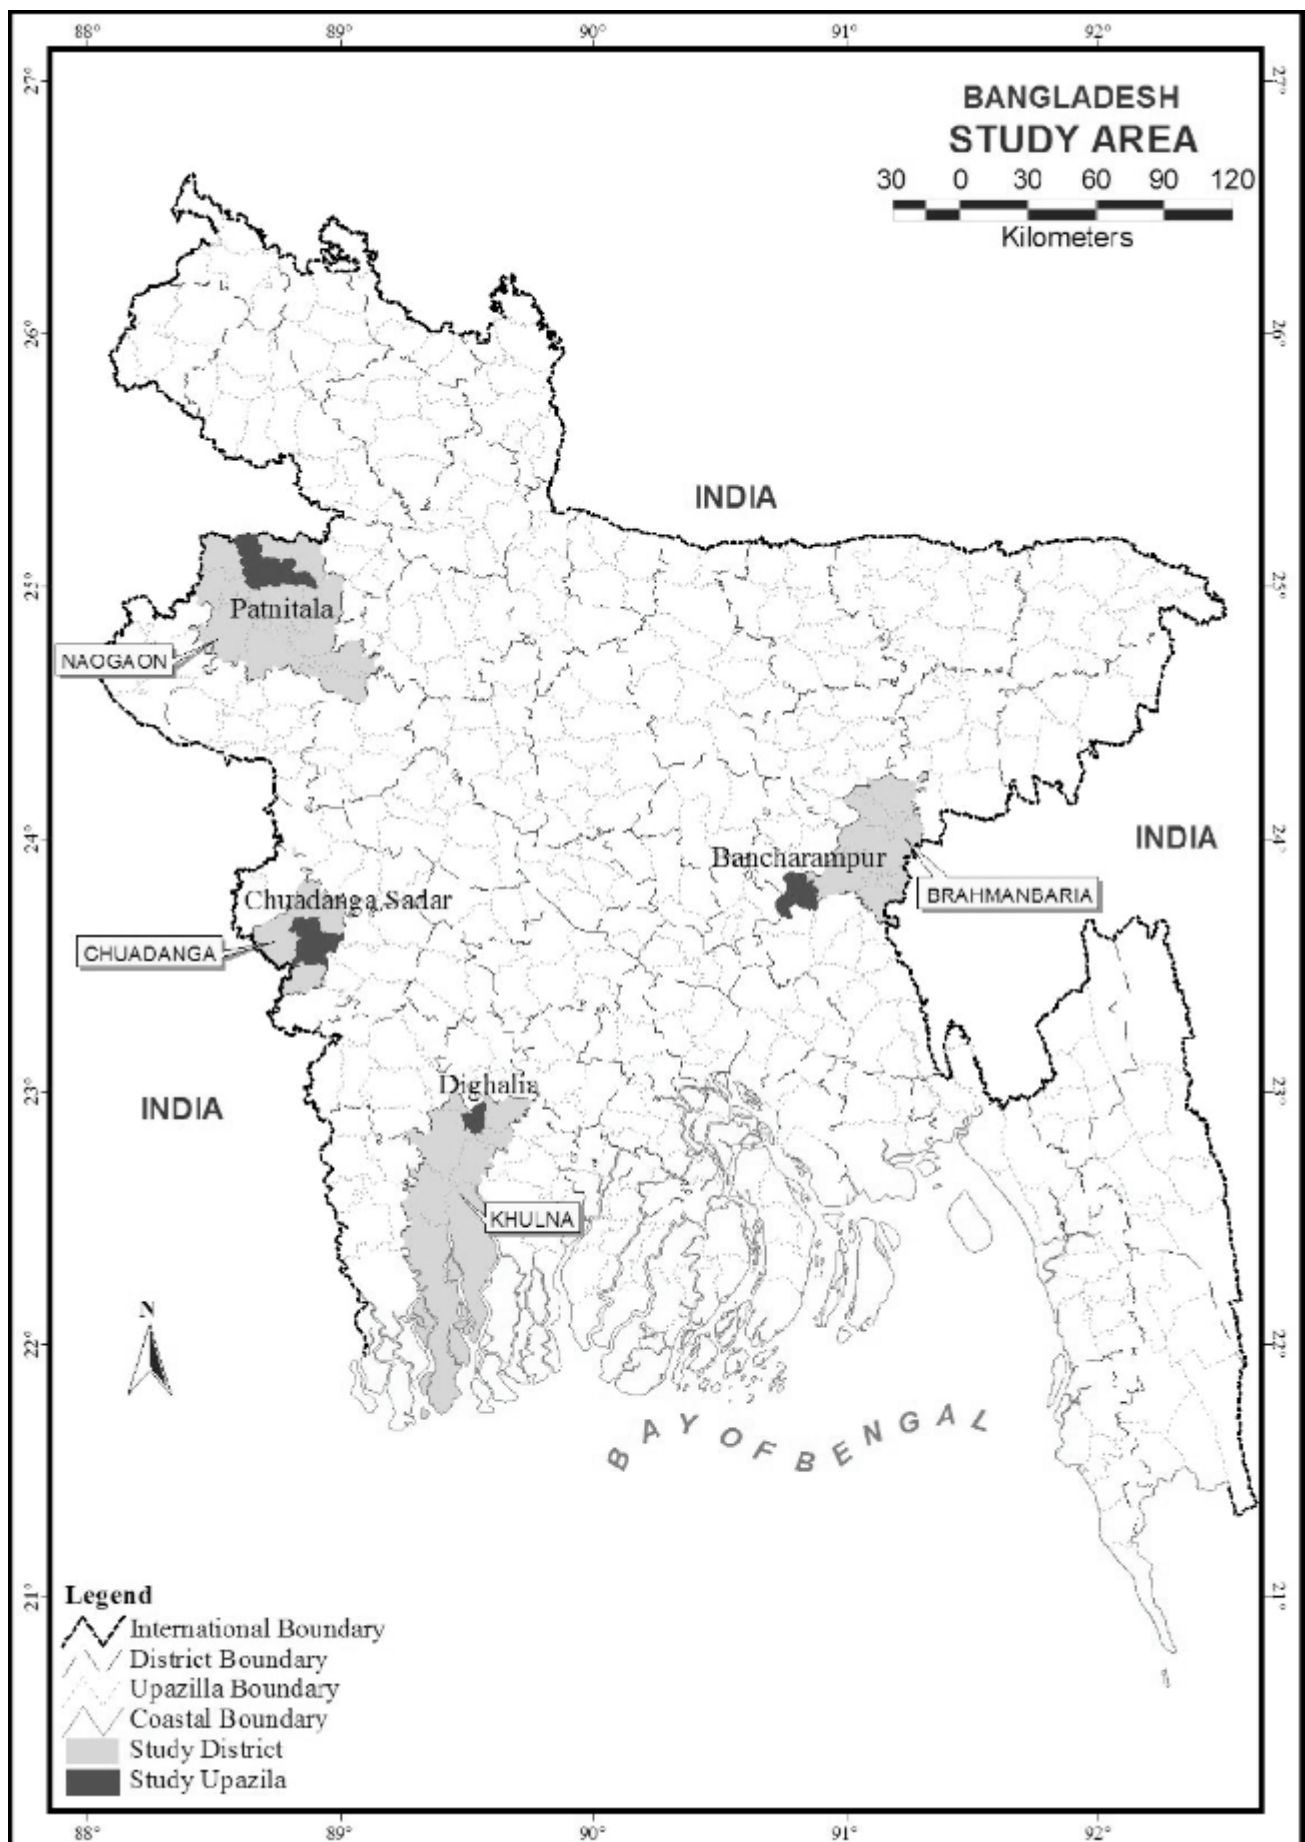 88° 89° 90° 91° 92°
27° 27°
BANGLADESH
STUDY AREA
30 0 30 60 90 120
Kilometers
26° 26°
INDIA
25° 25°
Patnitala
NAOGAON
24° 24°
INDIA
Bancharampur
BRAHMANBARIA
Chuadanga Sadar
CHUADANGA
23° 23°
Dighalia
INDIA
KHULNA
N
22° 22°
BAY OF BENGAL
21° 21°
Legend
International Boundary
District Boundary
Upazilla Boundary
Coastal Boundary
Study District
Study Upazila
88° 89° 90° 91° 92°